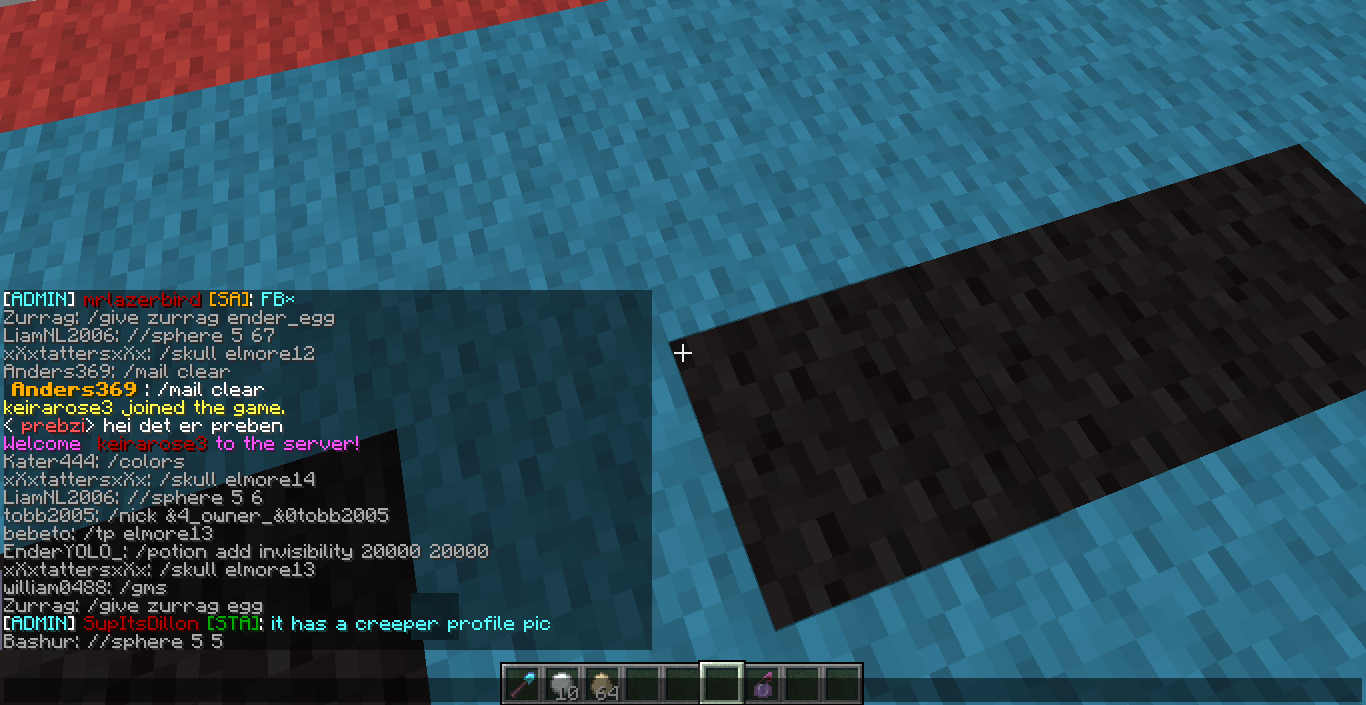 [ADMIN] mrlazerbird [SA]: FB×
Zurrag: /give zurrag ender_egg
LiamNL2006: //sphere 5 67
xXxtattersxXx: /skull elmore12
Anders369: /mail clear
Anders369 : /mail clear
keirarose3 joined the game.
< prebzi> hei det er preben
Welcome keirarose3 to the server!
Kater444: /colors
xXxtattersxXx: /skull elmore14
LiamNL2006: //sphere 5 6
tobb2005: /nick &4_owner_&0tobb2005
bebeto: /tp elmore13
EnderYOLO_: /potion add invisibility 20000 20000
xXxtattersxXx: /skull elmore13
william0488: /gms
Zurrag: /give zurrag egg
[ADMIN] SupItsDillon [STA]: it has a creeper profile pic
Bashur: //sphere 5 5
10 64